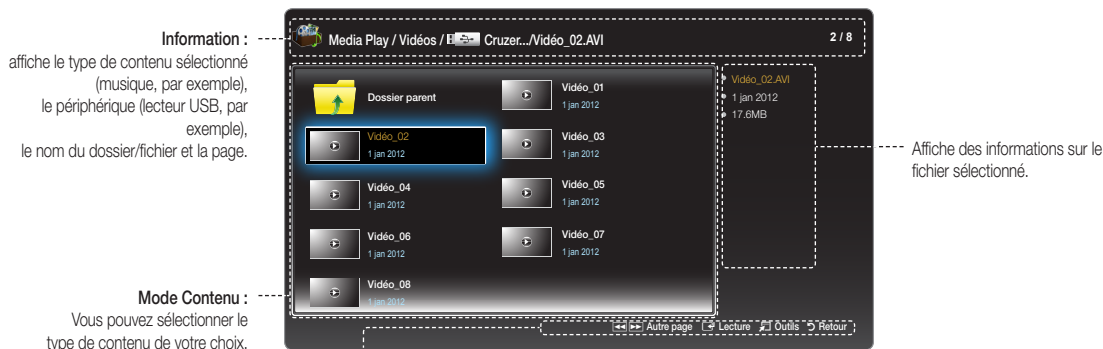 Information :
affiche le type de contenu sélectionné
(musique, par exemple),
le périphérique (lecteur USB, par
exemple),
le nom du dossier/fichier et la page.
Mode Contenu :
Vous pouvez sélectionner le
type de contenu de votre choix.
Media Play / Vidéos / Cruzer.../Vidéo_02.AVI
2 / 8
Dossier parent
Vidéo_01
1 jan 2012
Vidéo_02
1 jan 2012
Vidéo_03
1 jan 2012
Vidéo_04
1 jan 2012
Vidéo_05
1 jan 2012
Vidéo_06
1 jan 2012
Vidéo_07
1 jan 2012
Vidéo_08
1 jan 2012
Vidéo_02.AVI
1 jan 2012
17.6MB
Autre page Lecture Outils Retour
Affiche des informations sur le
fichier sélectionné.